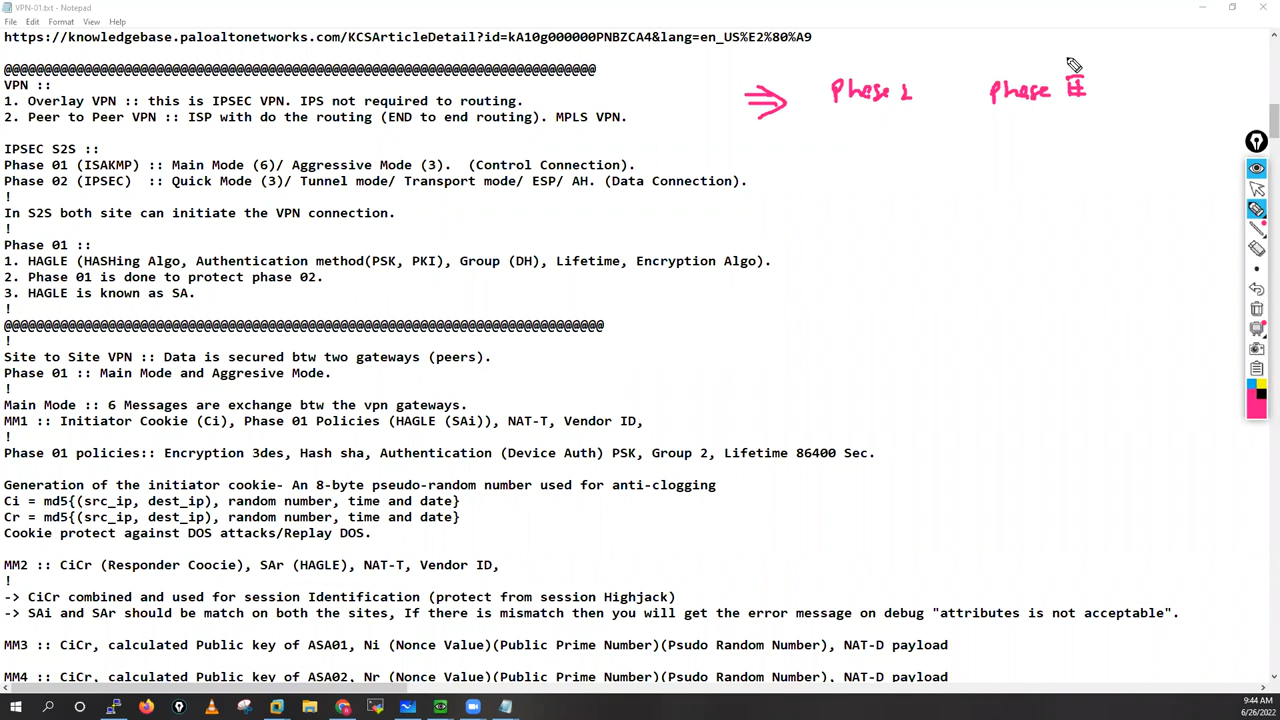 VPN-01.txt - Notepad
File Edit Format View Help
https://knowledgebase.paloaltonetworks.com/KCSArticleDetail?id=kA10g000000PNBZCA4&lang=en_US%E2%80%A9
@@@@@@@@@@@@@@@@@@@@@@@@@@@@@@@@@@@@@@@@@@@@@@@@@@@@@@@@@@@@@@@@@@@@@@@@@@
VPN ::
1. Overlay VPN :: this is IPSEC VPN. IPS not required to routing.
2. Peer to Peer VPN :: ISP with do the routing (END to end routing). MPLS VPN.
Phase 1 Phase II
IPSEC S2S ::
Phase 01 (ISAKMP) :: Main Mode (6)/ Aggressive Mode (3).  (Control Connection).
Phase 02 (IPSEC)  :: Quick Mode (3)/ Tunnel mode/ Transport mode/ ESP/ AH. (Data Connection).
!
In S2S both site can initiate the VPN connection.
!
Phase 01 ::
1. HAGLE (HASHing Algo, Authentication method(PSK, PKI), Group (DH), Lifetime, Encryption Algo).
2. Phase 01 is done to protect phase 02.
3. HAGLE is known as SA.
!
@@@@@@@@@@@@@@@@@@@@@@@@@@@@@@@@@@@@@@@@@@@@@@@@@@@@@@@@@@@@@@@@@@@@@@@@@@@
!
Site to Site VPN :: Data is secured btw two gateways (peers).
Phase 01 :: Main Mode and Aggresive Mode.
!
Main Mode :: 6 Messages are exchange btw the vpn gateways.
MM1 :: Initiator Cookie (Ci), Phase 01 Policies (HAGLE (SAi)), NAT-T, Vendor ID,
!
Phase 01 policies:: Encryption 3des, Hash sha, Authentication (Device Auth) PSK, Group 2, Lifetime 86400 Sec.
Generation of the initiator cookie- An 8-byte pseudo-random number used for anti-clogging
Ci = md5{(src_ip, dest_ip), random number, time and date}
Cr = md5{(src_ip, dest_ip), random number, time and date}
Cookie protect against DOS attacks/Replay DOS.
MM2 :: CiCr (Responder Coocie), SAr (HAGLE), NAT-T, Vendor ID,
!
-> CiCr combined and used for session Identification (protect from session Highjack)
-> SAi and SAr should be match on both the sites, If there is mismatch then you will get the error message on debug "attributes is not acceptable".
MM3 :: CiCr, calculated Public key of ASA01, Ni (Nonce Value)(Public Prime Number)(Psudo Random Number), NAT-D payload
MM4 :: CiCr, calculated Public key of ASA02, Nr (Nonce Value)(Public Prime Number)(Psudo Random Number), NAT-D payload
9:44 AM
6/26/2022